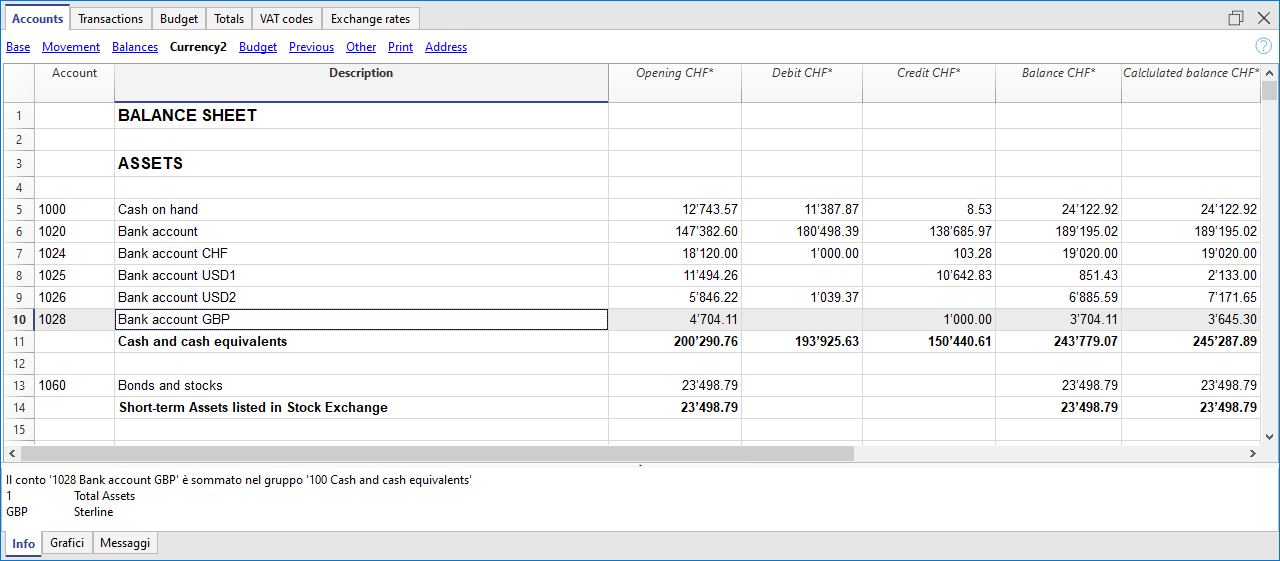 Accounts Transactions Budget Totals VAT codes Exchange rates
Base Movement Balances Currency2 Budget Previous Other Print Address
Account Description Opening CHF* Debit CHF* Credit CHF* Balance CHF* Calclulated balance CHF*
1 BALANCE SHEET
2
3 ASSETS
4
5 1000 Cash on hand 12'743.57 11'387.87 8.53 24'122.92 24'122.92
6 1020 Bank account 147'382.60 180'498.39 138'685.97 189'195.02 189'195.02
7 1024 Bank account CHF 18'120.00 1'000.00 103.28 19'020.00 19'020.00
8 1025 Bank account USD1 11'494.26 10'642.83 851.43 2'133.00
9 1026 Bank account USD2 5'846.22 1'039.37 6'885.59 7'171.65
10 1028 Bank account GBP 4'704.11 1'000.00 3'704.11 3'645.30
11 Cash and cash equivalents 200'290.76 193'925.63 150'440.61 243'779.07 245'287.89
12
13 1060 Bonds and stocks 23'498.79 23'498.79 23'498.79
14 Short-term Assets listed in Stock Exchange 23'498.79 23'498.79 23'498.79
15
Il conto '1028 Bank account GBP' è sommato nel gruppo '100 Cash and cash equivalents'
1 Total Assets
GBP Sterline
Info Grafici Messaggi